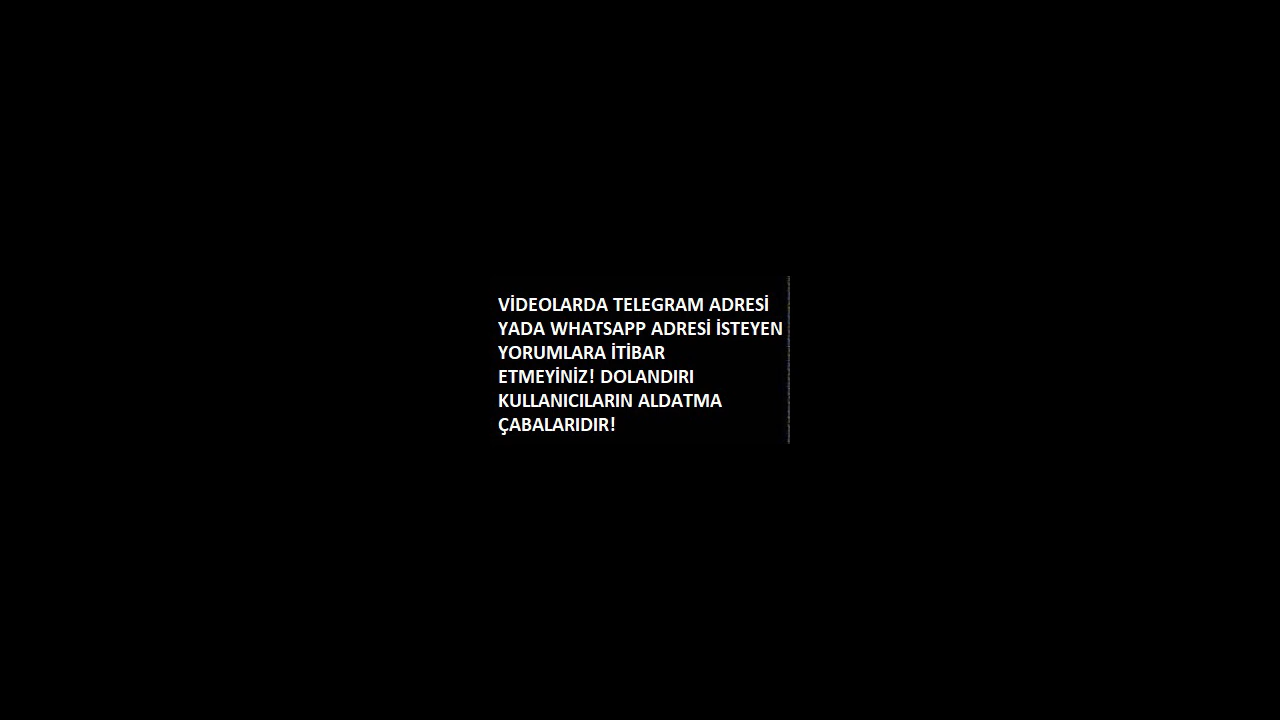 VİDEOLARDA TELEGRAM ADRESİ
YADA WHATSAPP ADRESİ İSTEYEN
YORUMLARA İTİBAR
ETMEYİNİZ! DOLANDIRI
KULLANICILARIN ALDATMA
ÇABALARIDIR!